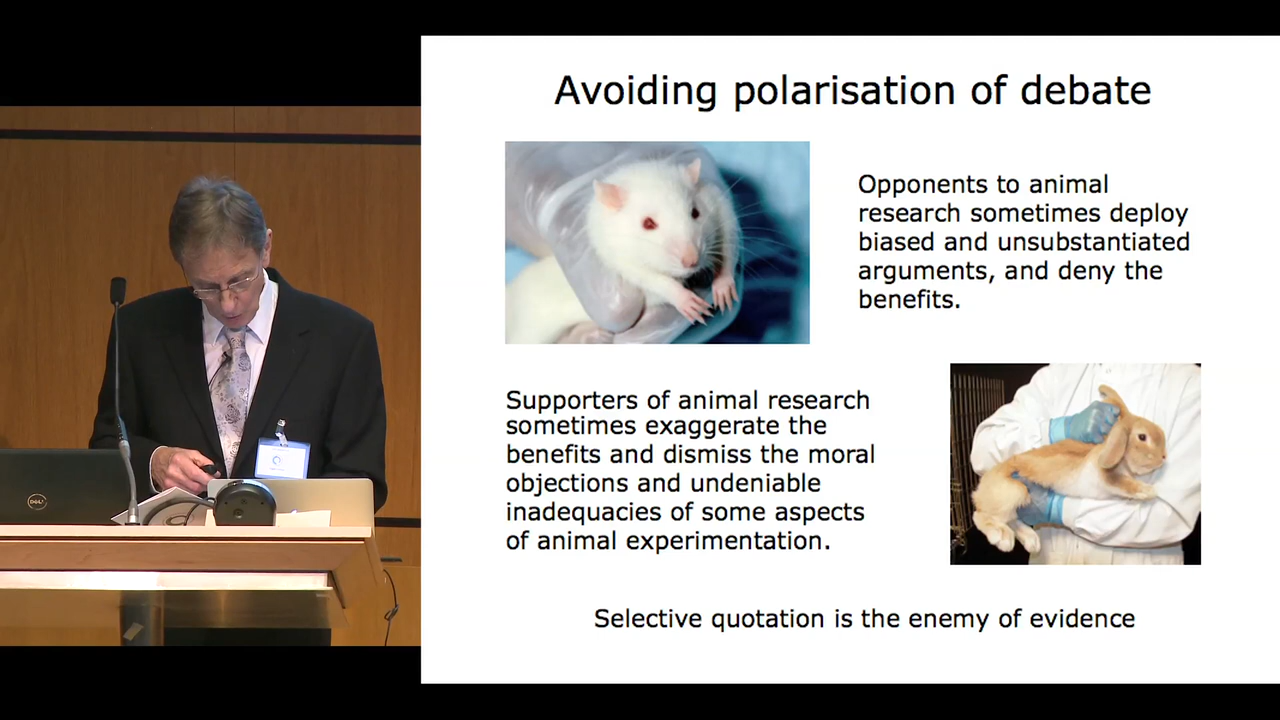 Avoiding polarisation of debate
Opponents to animal
research sometimes deploy
biased and unsubstantiated
arguments, and deny the
benefits.
Supporters of animal research
sometimes exaggerate the
benefits and dismiss the moral
objections and undeniable
inadequacies of some aspects
of animal experimentation.
Selective quotation is the enemy of evidence
DELL